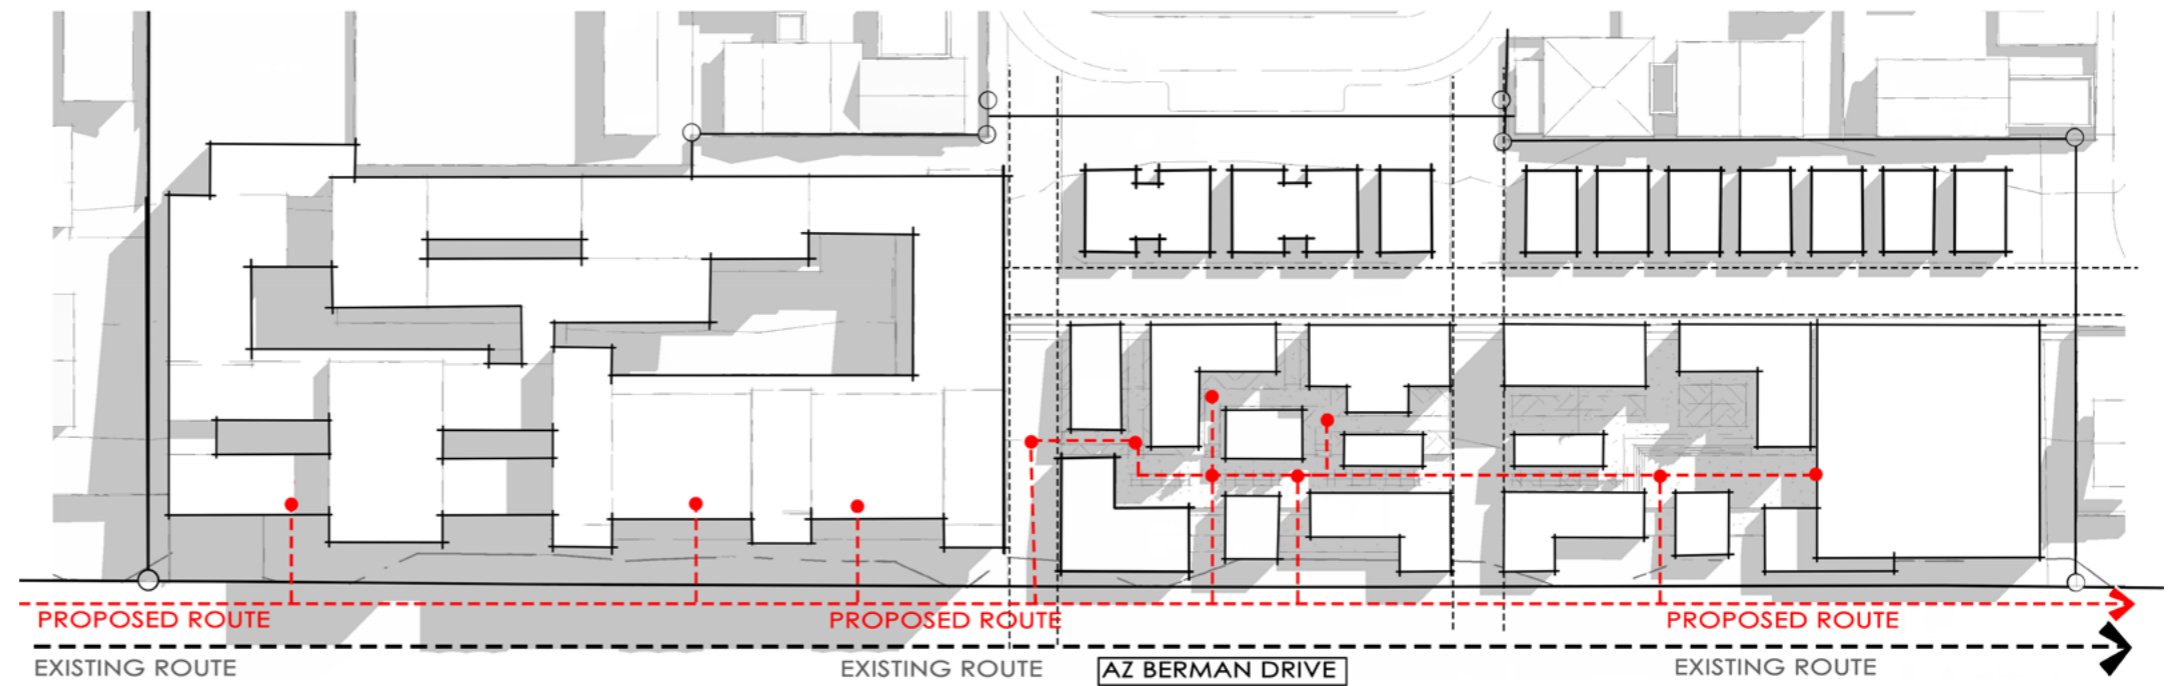 PROPOSED ROUTE
PROPOSED ROUTE
PROPOSED ROUTE
EXISTING ROUTE
EXISTING ROUTE
AZ BERMAN DRIVE
EXISTING ROUTE